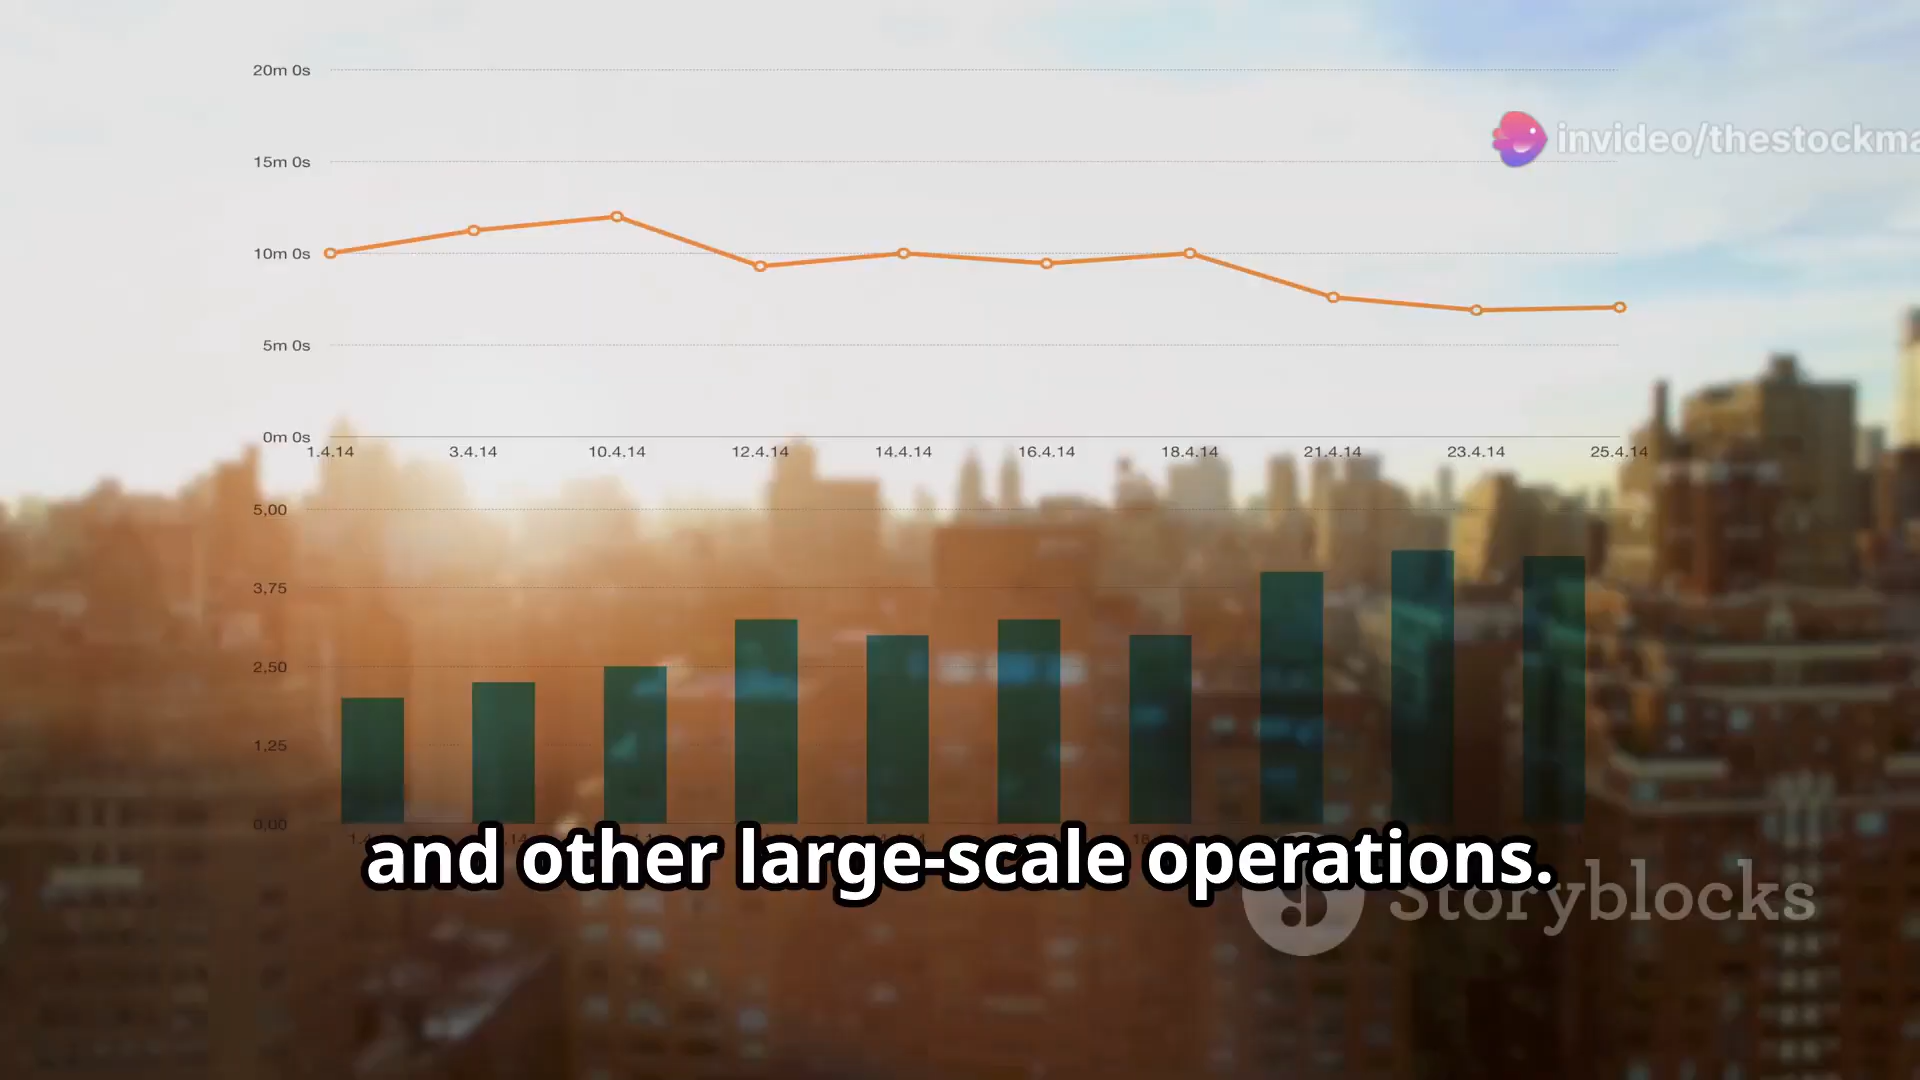 20m 0s
invideo/thestockma
15m 0s
10m 0s
5m 0s
0m 0s
1.4.14 3.4.14 10.4.14 12.4.14 14.4.14 16.4.14 18.4.14 21.4.14 23.4.14 25.4.14
5,00
3,75
2,50
1,25
0,00
and other large-scale operations.
Storyblocks